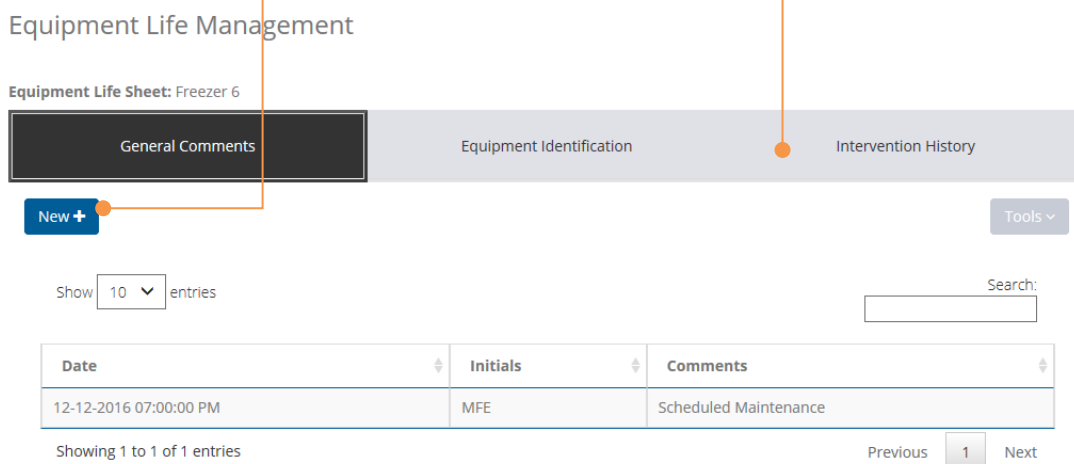 Equipment Life Management
Equipment Life Sheet: Freezer 6
General Comments Equipment Identification Intervention History
New + Tools
Show 10 entries
Search:
Date Initials Comments
12-12-2016 07:00:00 PM MFE Scheduled Maintenance
Showing 1 to 1 of 1 entries Previous 1 Next